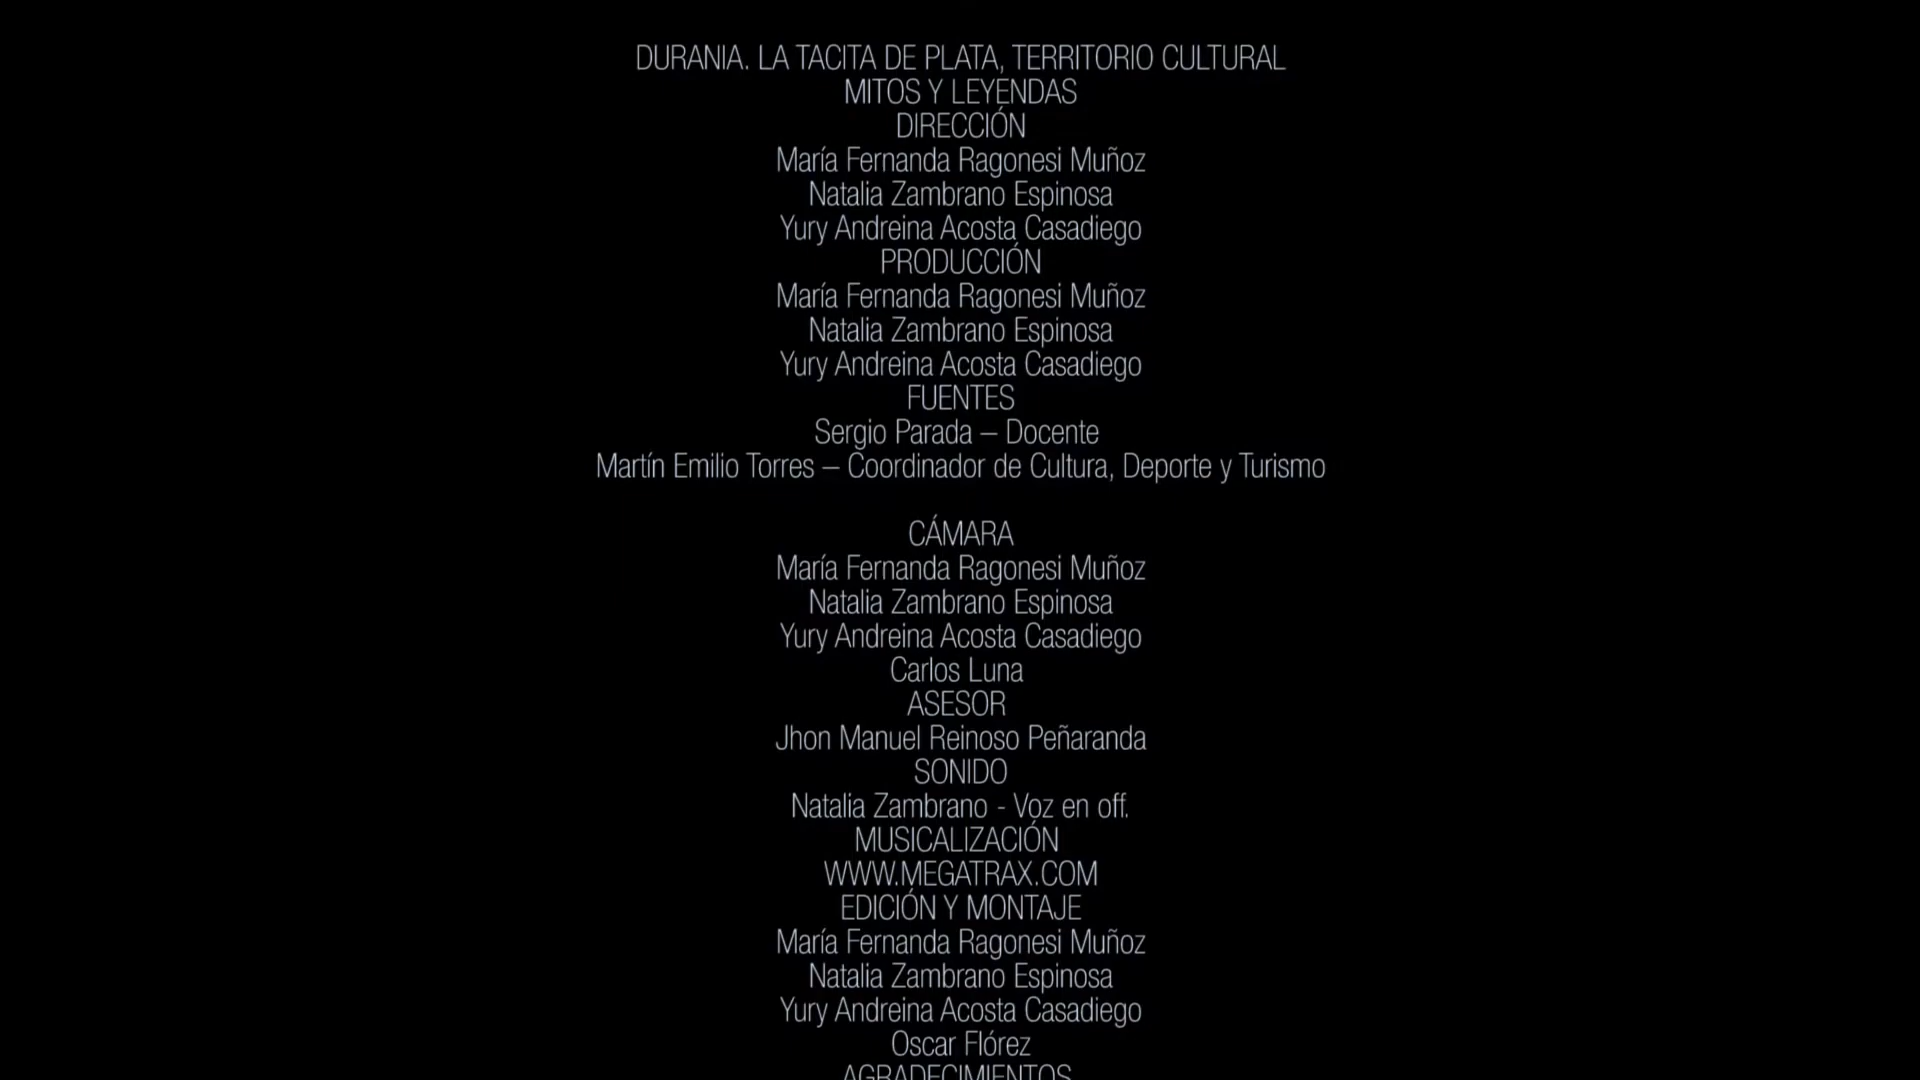 DURANIA. LA TACITA DE PLATA, TERRITORIO CULTURAL
MITOS Y LEYENDAS
DIRECCIÓN
María Fernanda Ragonesi Muñoz
Natalia Zambrano Espinosa
Yury Andreina Acosta Casadiego
PRODUCCIÓN
María Fernanda Ragonesi Muñoz
Natalia Zambrano Espinosa
Yury Andreina Acosta Casadiego
FUENTES
Sergio Parada – Docente
Martín Emilio Torres – Coordinador de Cultura, Deporte y Turismo
CÁMARA
María Fernanda Ragonesi Muñoz
Natalia Zambrano Espinosa
Yury Andreina Acosta Casadiego
Carlos Luna
ASESOR
Jhon Manuel Reinoso Peñaranda
SONIDO
Natalia Zambrano - Voz en off.
MUSICALIZACIÓN
WWW.MEGATRAX.COM
EDICIÓN Y MONTAJE
María Fernanda Ragonesi Muñoz
Natalia Zambrano Espinosa
Yury Andreina Acosta Casadiego
Oscar Flórez
AGRADECIMIENTOS